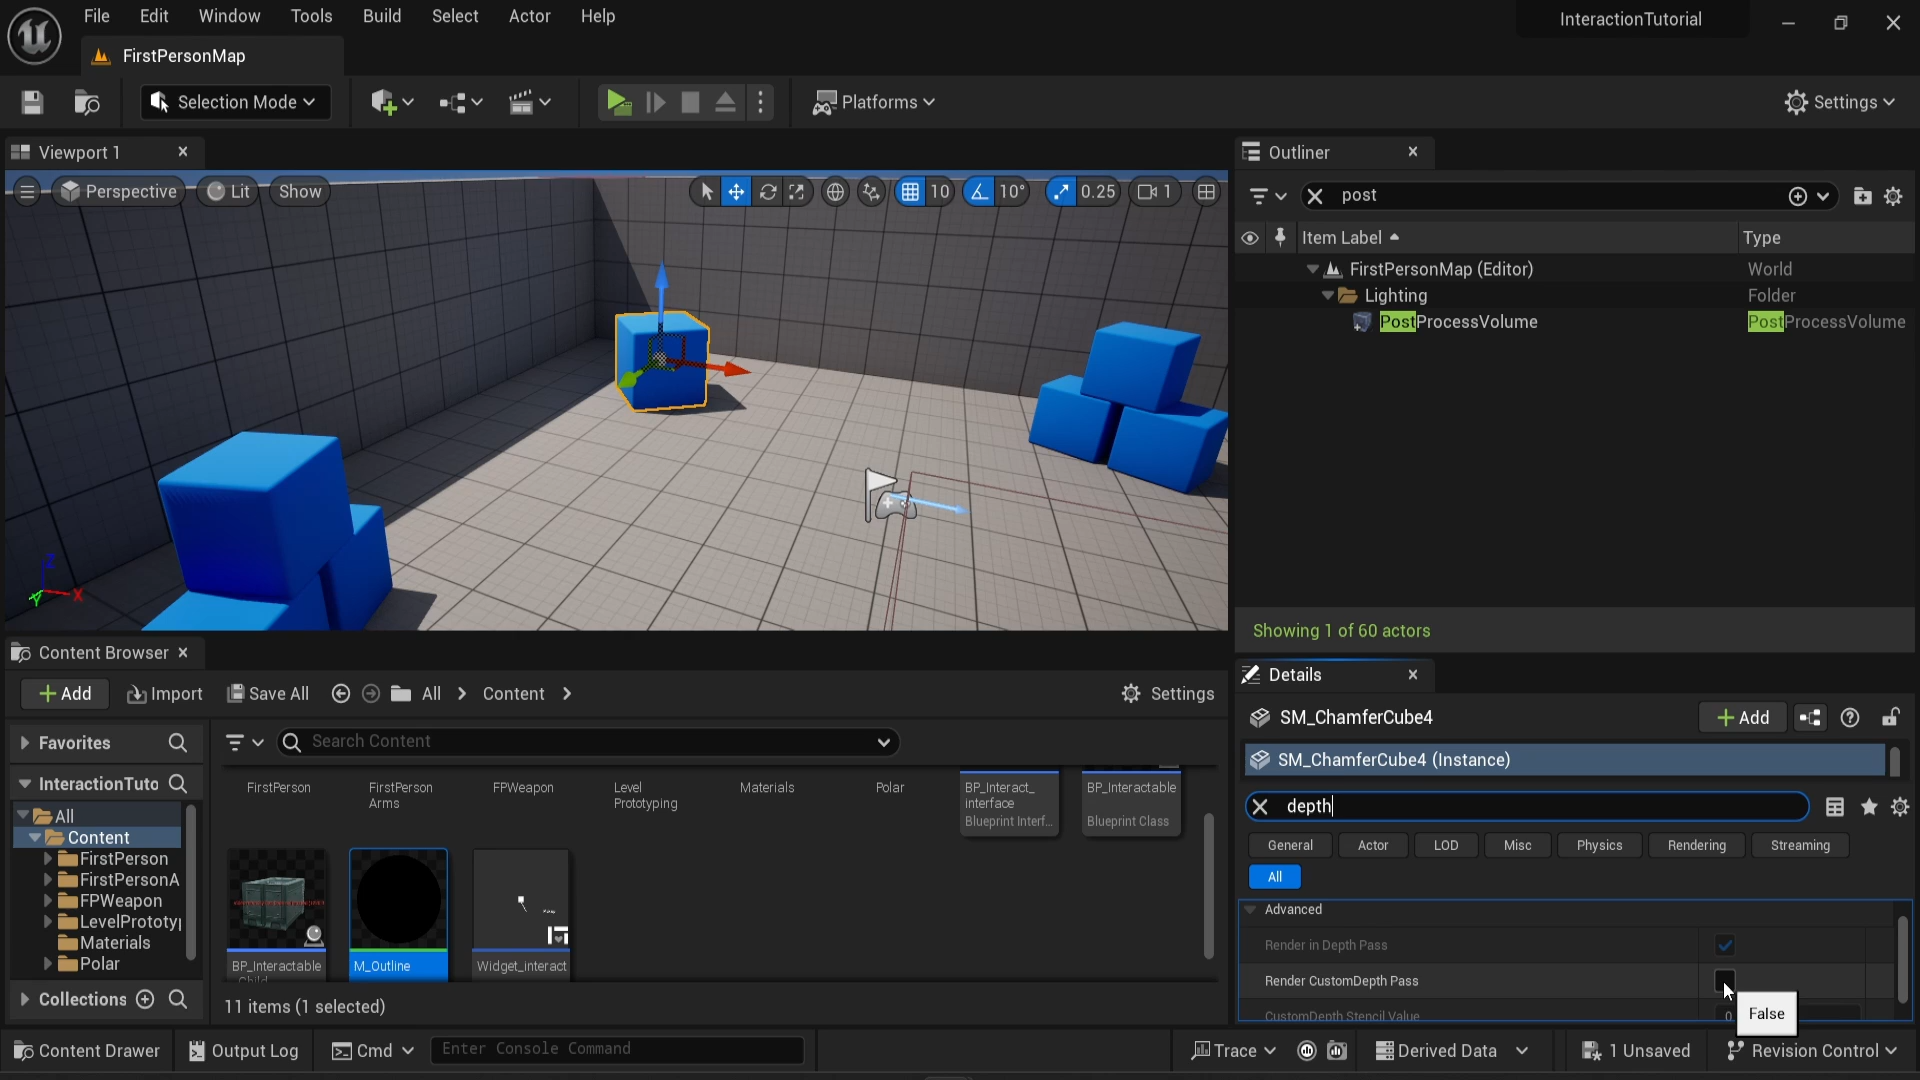 File Edit Window Tools Build Select Actor Help
InteractionTutorial
FirstPersonMap
Selection Mode
Platforms
Settings
Viewport 1
Perspective Lit Show
10 10° 0.25 1
Outliner
post
Item Label Type
FirstPersonMap (Editor) World
Lighting Folder
PostProcessVolume PostProcessVolume
Showing 1 of 60 actors
Z
Y X
Content Browser
Add Import Save All All Content Settings
Favorites
Search Content
InteractionTuto
All
Content
FirstPerson
FirstPersonA
FPWeapon
LevelPrototyp
Materials
Polar
Collections
FirstPerson
FirstPerson
Arms
FPWeapon
Level
Prototyping
Materials
Polar
BP_Interact_
interface
Blueprint Interf...
BP_Interactable
Blueprint Class
BP_Interactable
Child
M_Outline
Widget_interact
11 items (1 selected)
Details
SM_ChamferCube4
Add
SM_ChamferCube4 (Instance)
depth
General Actor LOD Misc Physics Rendering Streaming
All
Advanced
Render in Depth Pass
Render CustomDepth Pass
CustomDepth Stencil Value 0
False
Content Drawer Output Log Cmd Enter Console Command
Trace Derived Data 1 Unsaved Revision Control